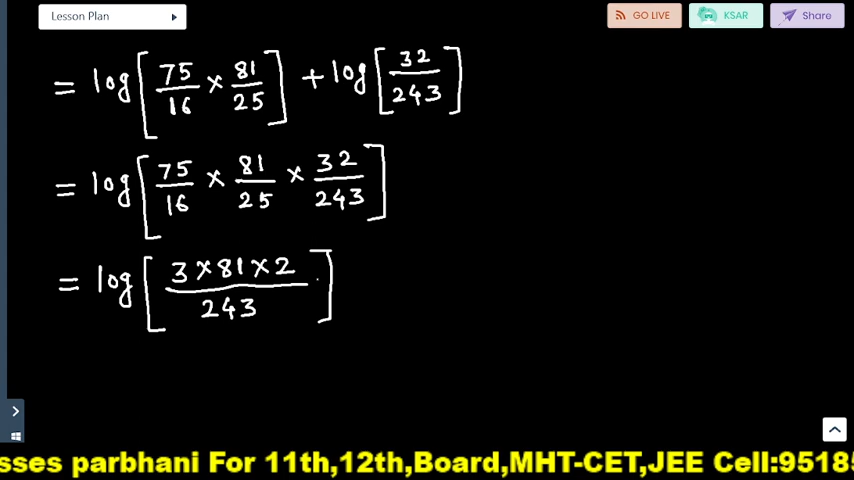 Lesson Plan
GO LIVE
KSAR
Share
= log[75/16 × 81/25] + log[32/243]
= log[75/16 × 81/25 × 32/243]
= log[3×81×2/243]
sses parbhani For 11th,12th,Board,MHT-CET,JEE Cell:9518